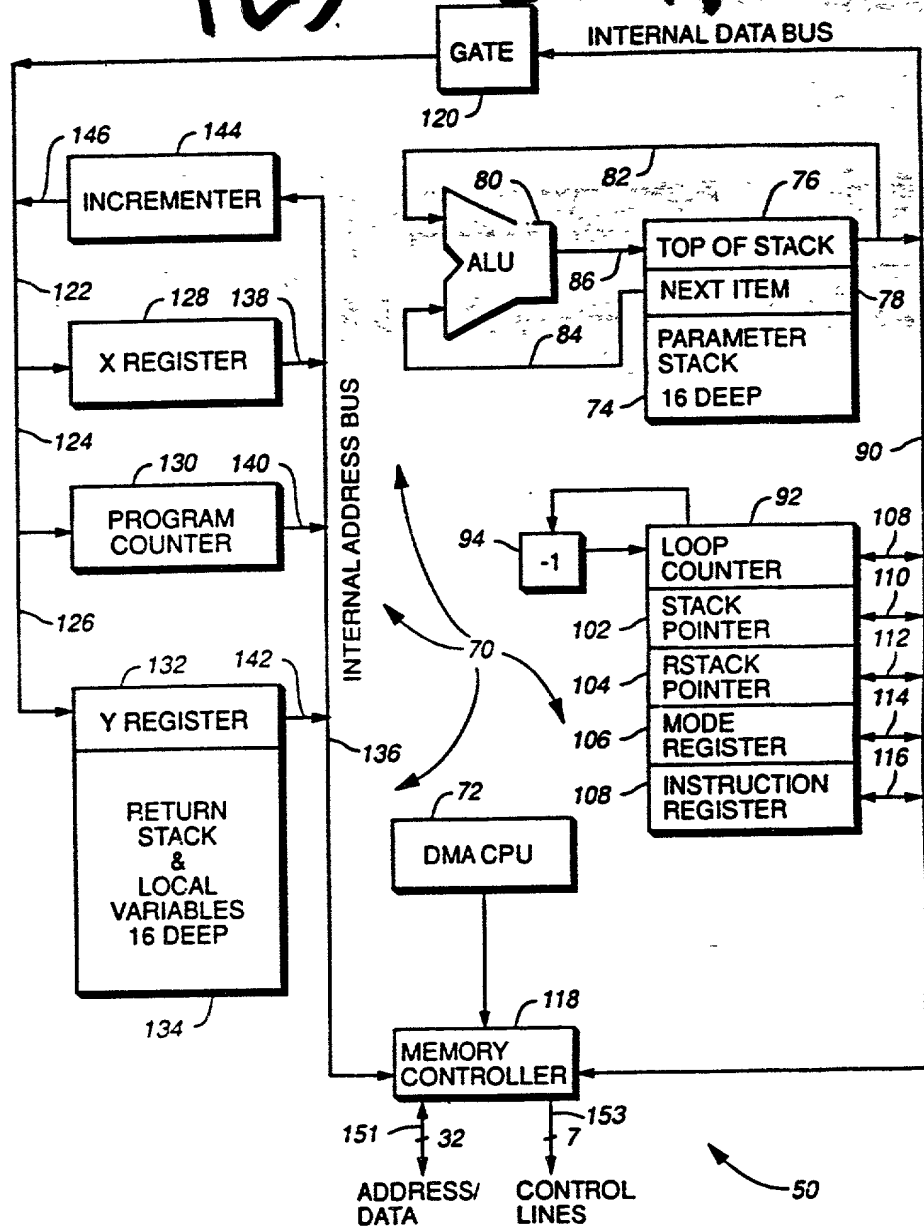 INTERNAL DATA BUS
GATE
120
146
144
INCREMENTER
82
80
76
ALU
86
TOP OF STACK
NEXT ITEM
78
84
PARAMETER
STACK
16 DEEP
74
122
128
138
X REGISTER
124
INTERNAL ADDRESS BUS
90
130
140
PROGRAM
COUNTER
94
-1
92
LOOP
COUNTER
108
110
126
102
STACK
POINTER
112
70
104
RSTACK
POINTER
114
132
142
Y REGISTER
136
106
MODE
REGISTER
116
108
INSTRUCTION
REGISTER
RETURN
STACK
&
LOCAL
VARIABLES
16 DEEP
134
72
DMA CPU
118
MEMORY
CONTROLLER
151
32
153
7
ADDRESS/
DATA
CONTROL
LINES
50